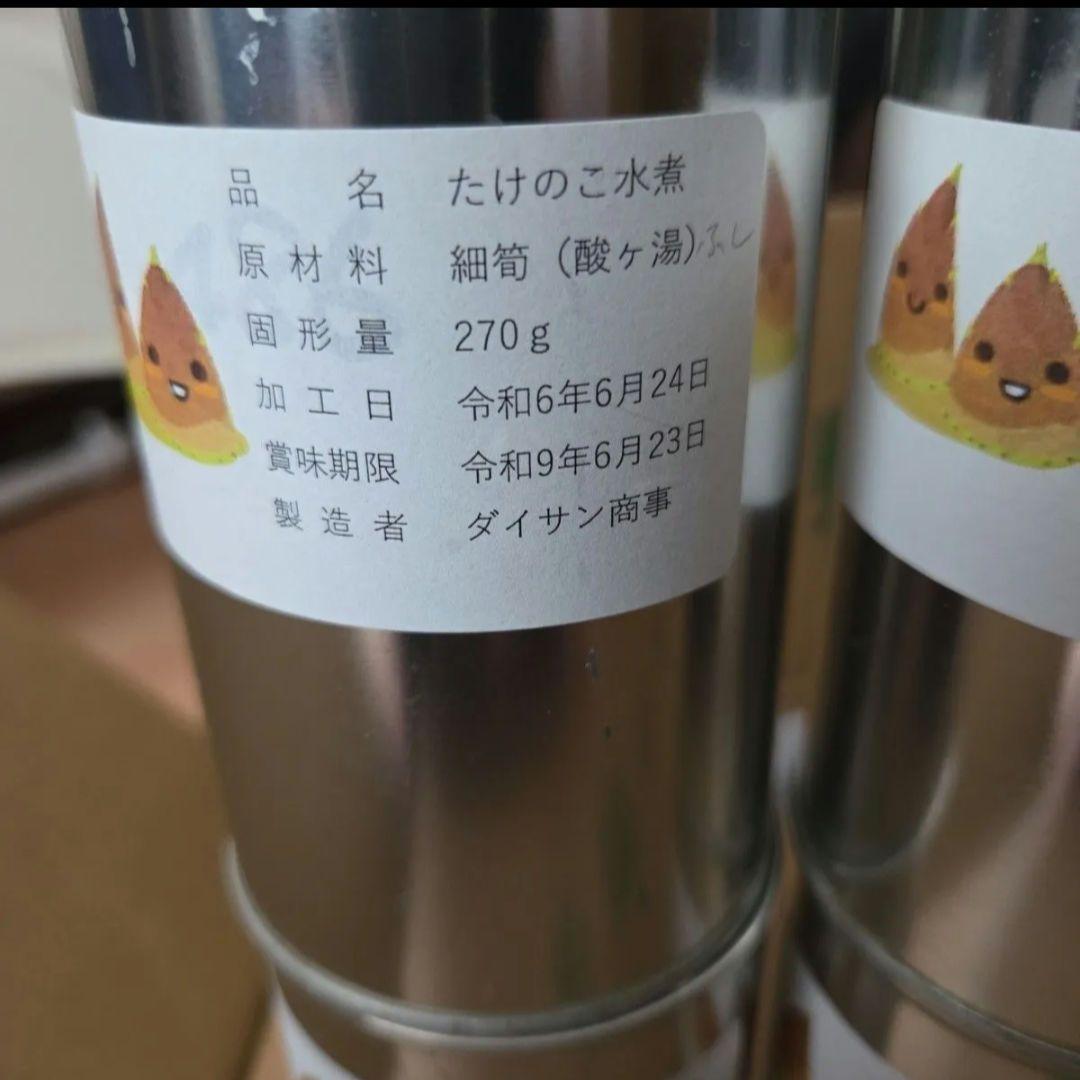 品名 たけのこ水煮
原材料 細筍（酸ヶ湯）ふし
固形量 270g
加工日 令和6年6月24日
賞味期限 令和9年6月23日
製造者 ダイサン商事